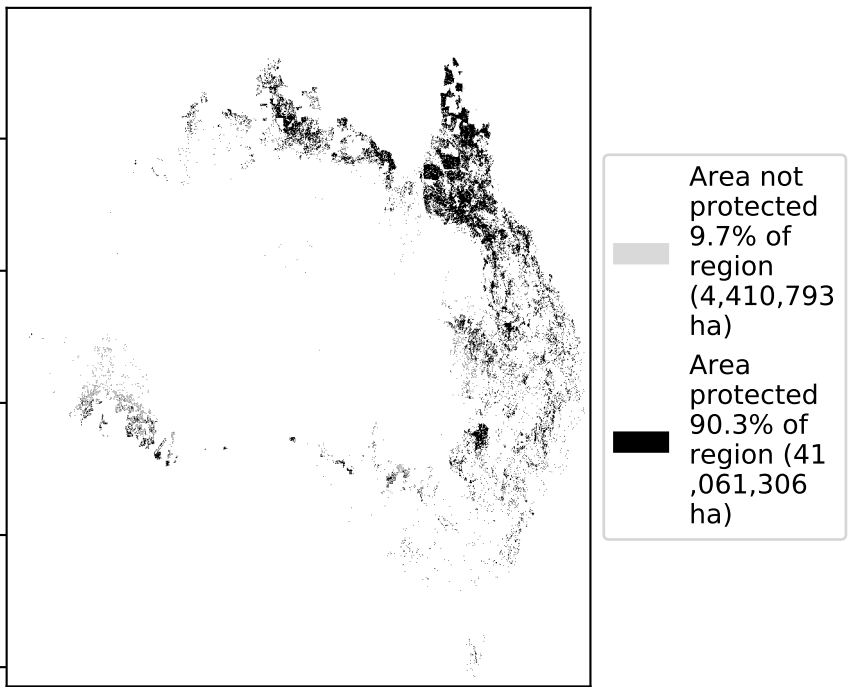 Area not
protected
9.7% of
region
(4,410,793
ha)
Area
protected
90.3% of
region (41
,061,306
ha)